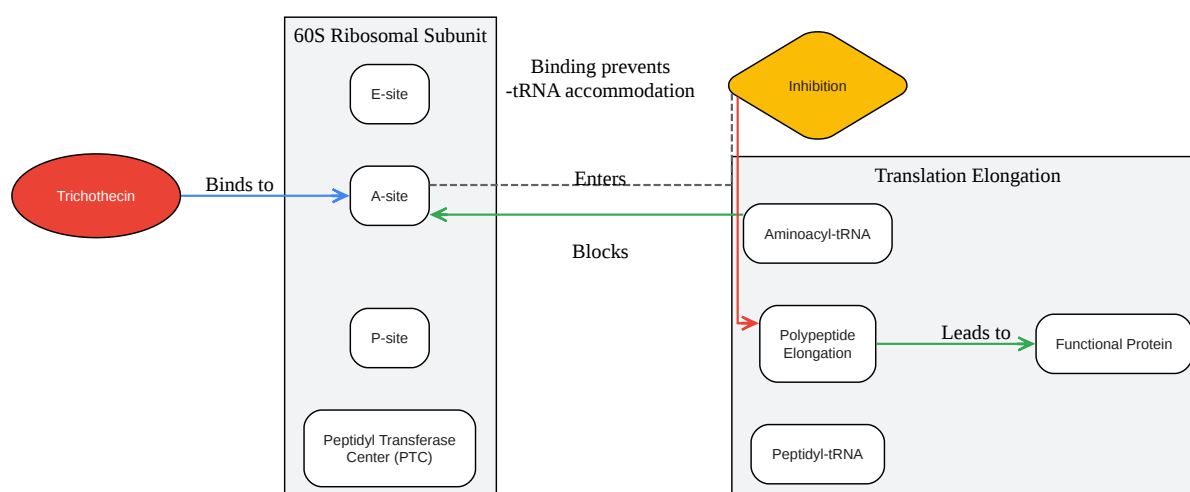 60S Ribosomal Subunit
E-site
Binding prevents
-tRNA accommodation
Inhibition
Trichothecin
Binds to
A-site
Enters
Translation Elongation
Aminoacyl-tRNA
Blocks
P-site
Polypeptide
Elongation
Leads to
Functional Protein
Peptidyl Transferase
Center (PTC)
Peptidyl-tRNA